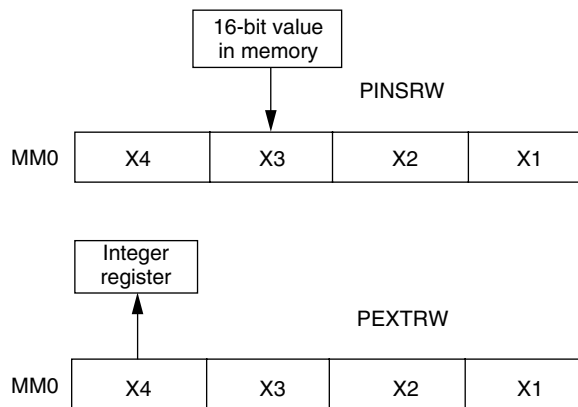 16-bit value
in memory
PINSRW
MM0 X4 X3 X2 X1
Integer
register
PEXTRW
MM0 X4 X3 X2 X1